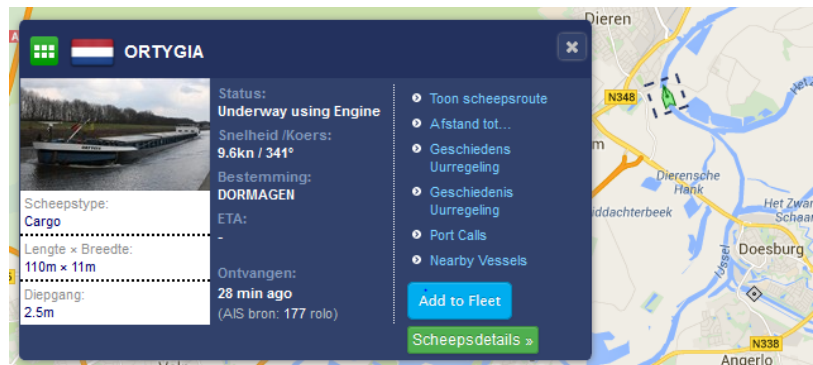 ORTYGIA
Scheepstype:
Cargo
Lengte × Breedte:
110m × 11m
Diepgang:
2.5m
Status:
Underway using Engine
Snelheid /Koers:
9.6kn / 341°
Bestemming:
DORMAGEN
ETA:
-
Ontvangen:
28 min ago
(AIS bron: 177 rolo)
Toon scheepsroute
Afstand tot...
Geschiedens
Uurregeling
Geschiedenis
Uurregeling
Port Calls
Nearby Vessels
Add to Fleet
Scheepsdetails »
Dieren
N348
Dierensche
Hank
iddachterbeek
Het Zwar
Schaar
Doesburg
IJssel
N338
Angerlo